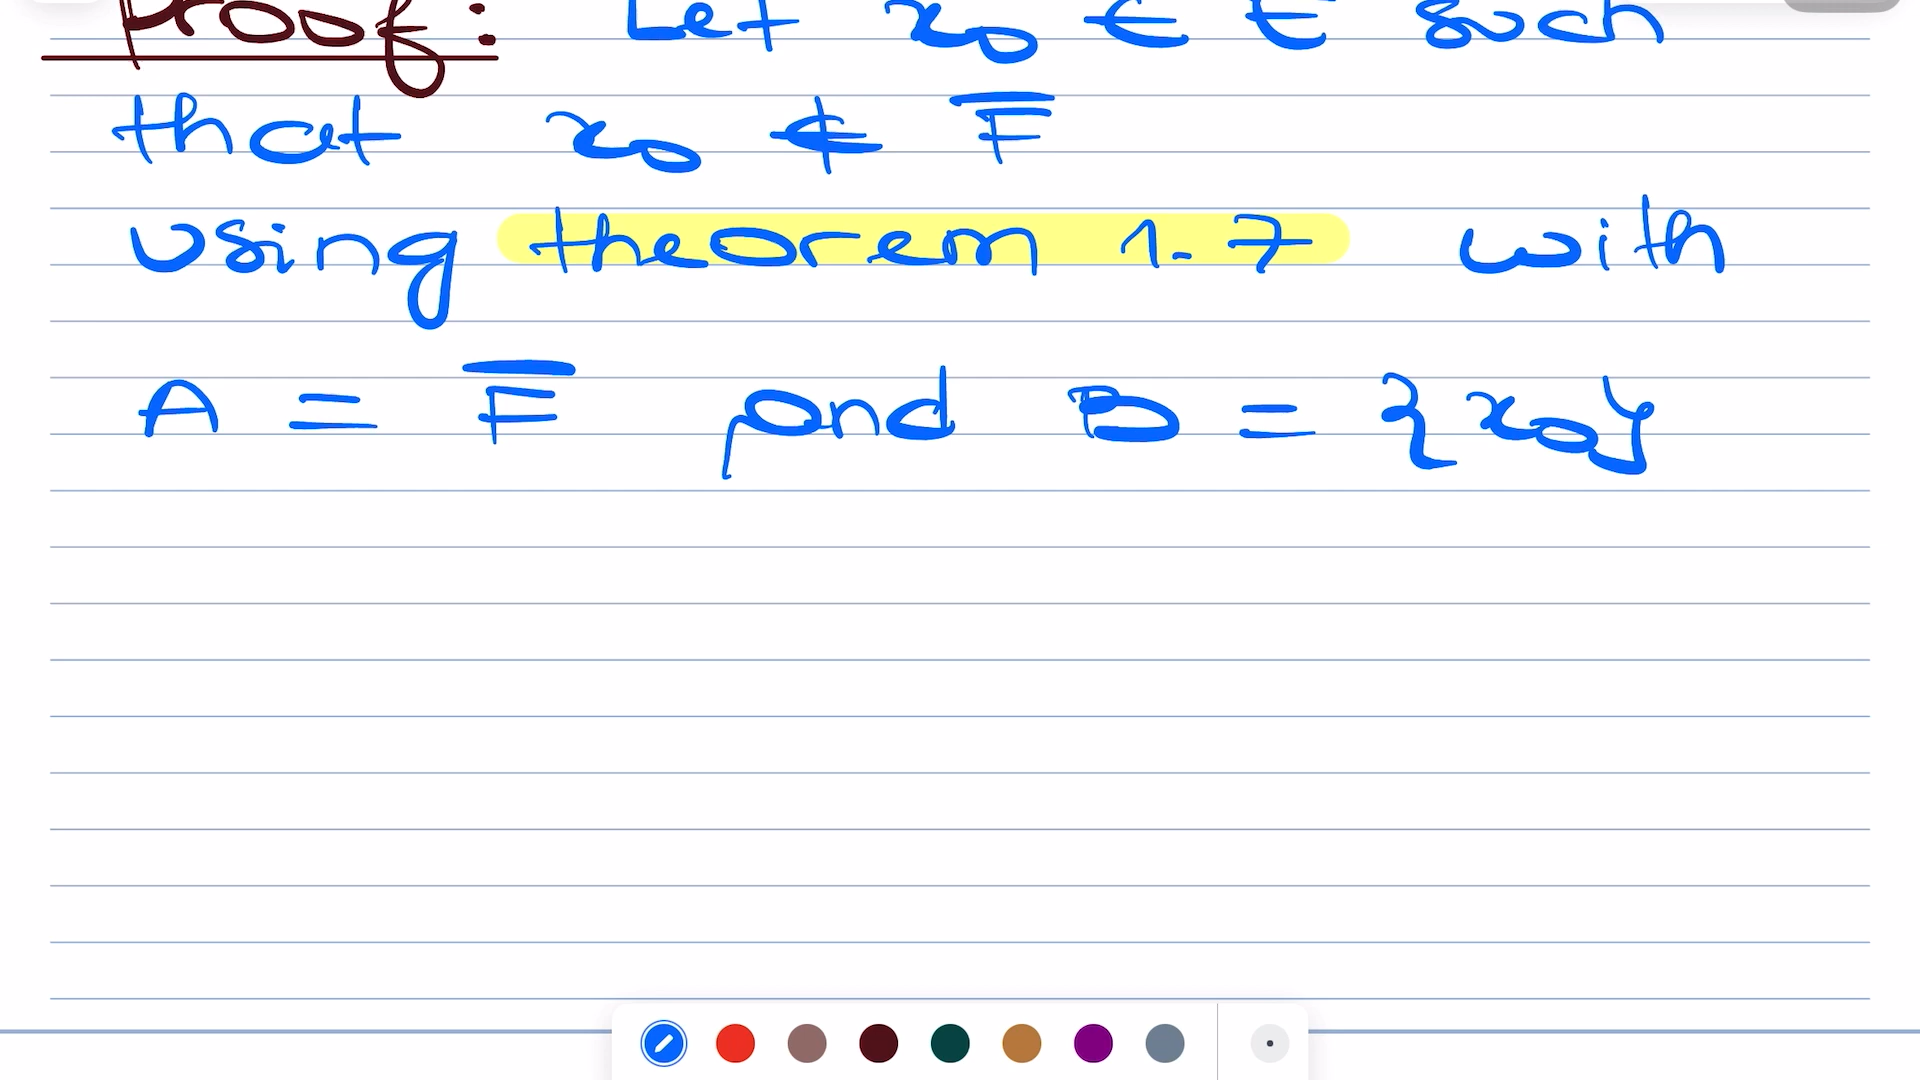 Proof: Let x₀ ∈ E such
that x₀ ∉ F̅
using theorem 1.7 with
A = F̅ and B = {x₀}